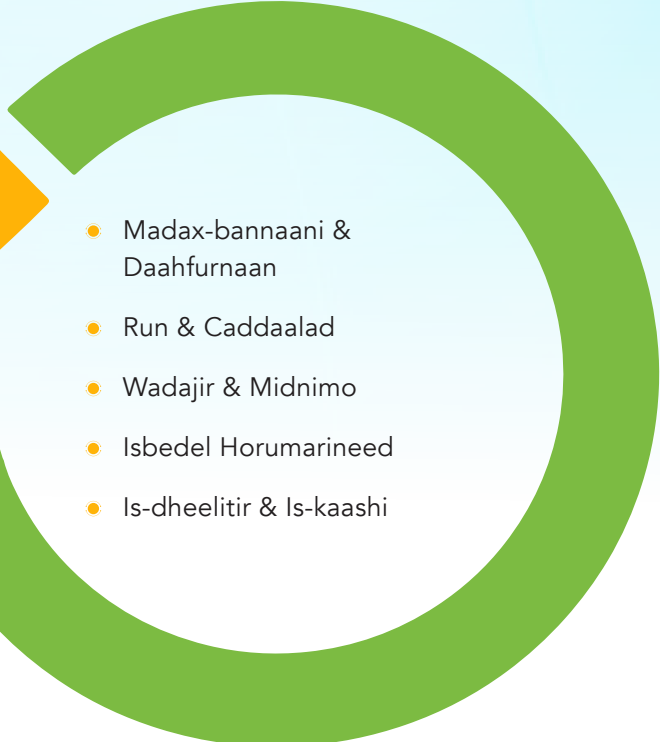 Madax-bannaani &
Daahfurnaan
Run & Caddaalad
Wadajir & Midnimo
Isbedel Horumarineed
Is-dheelitir & Is-kaashi